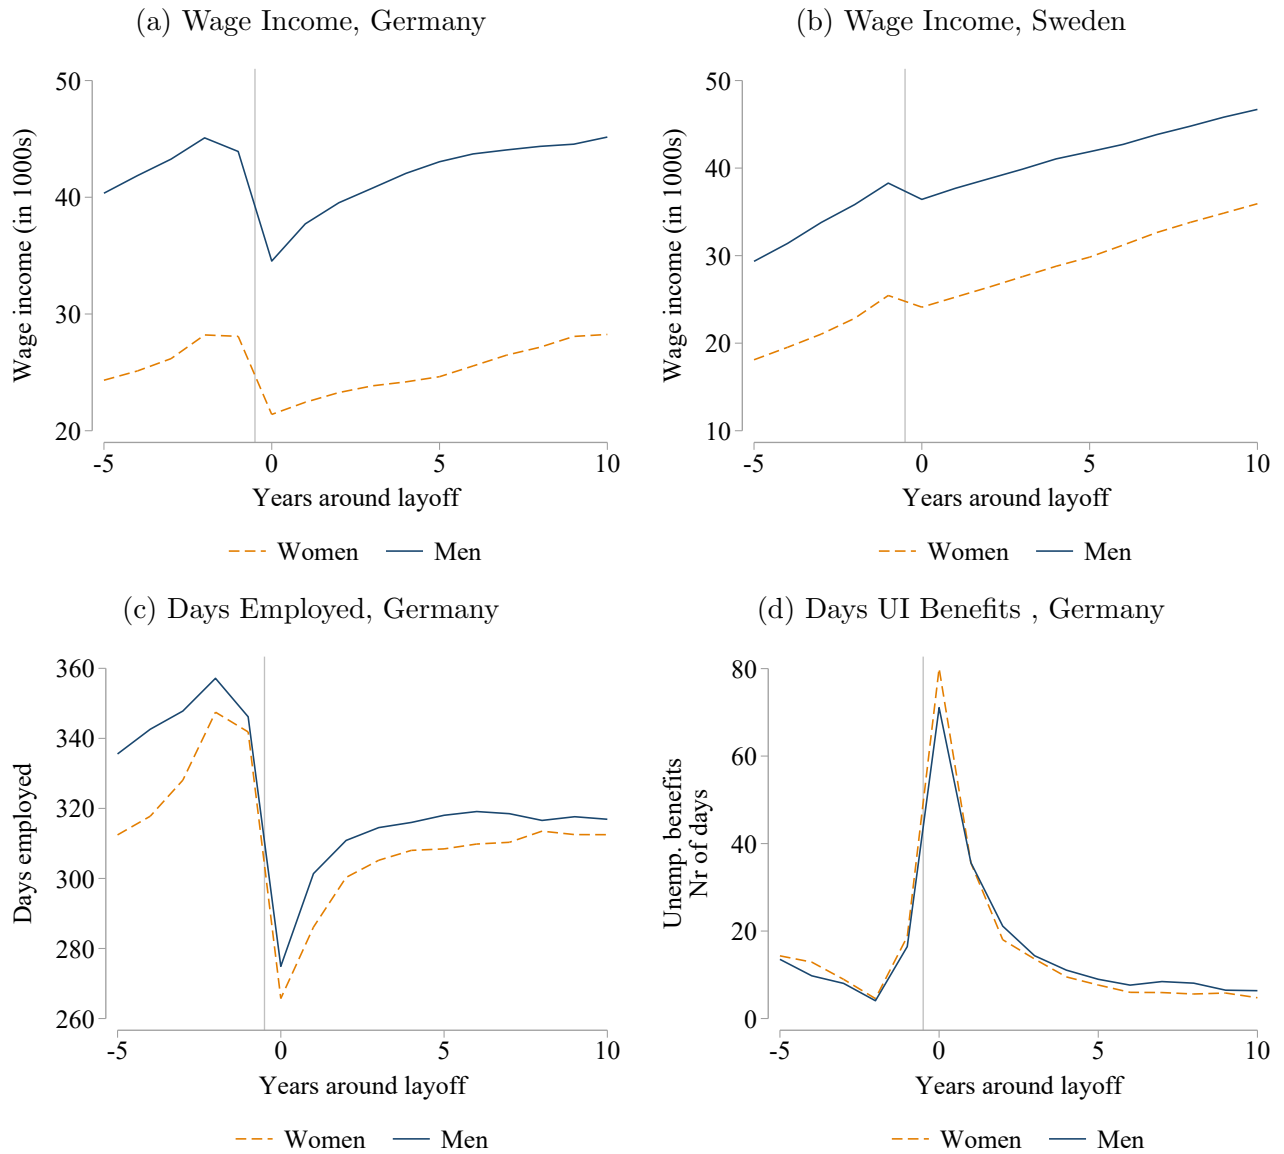 (a) Wage Income, Germany
Wage income (in 1000s)
50
40
30
20
-5 0 5 10
Years around layoff
Women Men
(b) Wage Income, Sweden
Wage income (in 1000s)
50
40
30
20
10
-5 0 5 10
Years around layoff
Women Men
(c) Days Employed, Germany
Days employed
360
340
320
300
280
260
-5 0 5 10
Years around layoff
Women Men
(d) Days UI Benefits , Germany
Unemp. benefits
Nr of days
80
60
40
20
0
-5 0 5 10
Years around layoff
Women Men